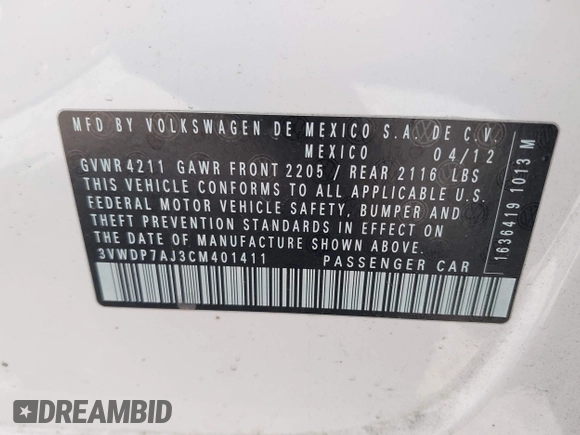 MFD BY VOLKSWAGEN DE MEXICO S.A. DE C.V.
MEXICO 04/12
GVWR 4211 GAWR FRONT 2205 / REAR 2116 LBS
THIS VEHICLE CONFORMS TO ALL APPLICABLE U.S.
FEDERAL MOTOR VEHICLE SAFETY, BUMPER AND
THEFT PREVENTION STANDARDS IN EFFECT ON
THE DATE OF MANUFACTURE SHOWN ABOVE.
3VWDP7AJ3CM401411 PASSENGER CAR
1636419 1013 M
DREAMBID